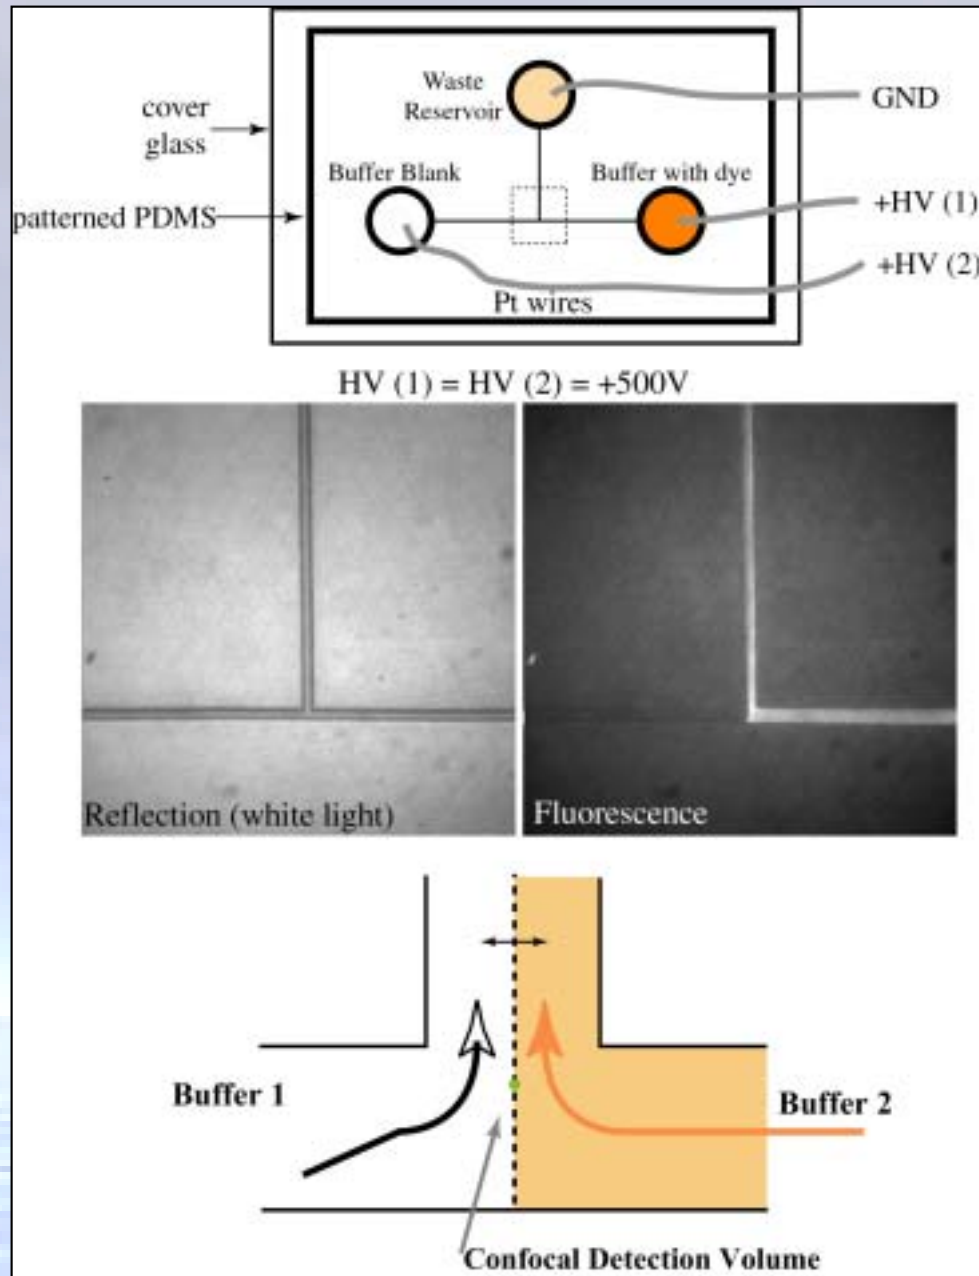 Waste
Reservoir
GND
cover
glass
Buffer Blank
Buffer with dye
patterned PDMS
+HV (1)
+HV (2)
Pt wires
HV (1) = HV (2) = +500V
Reflection (white light)
Fluorescence
Buffer 1
Buffer 2
Confocal Detection Volume